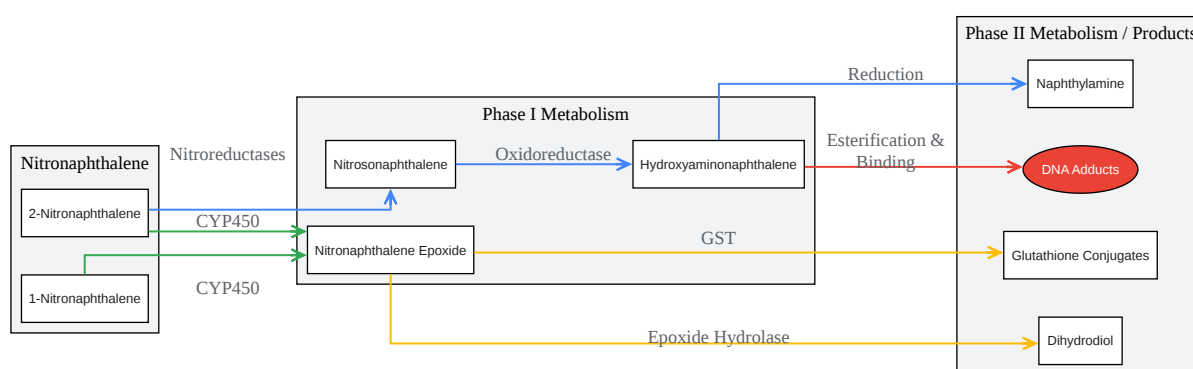 Phase II Metabolism / Products
Reduction
Naphthylamine
Phase I Metabolism
Nitronaphthalene
Nitroreductases
Nitrosonaphthalene
Oxidoreductase
Hydroxyaminonaphthalene
Esterification &
Binding
DNA Adducts
2-Nitronaphthalene
CYP450
Nitronaphthalene Epoxide
GST
Glutathione Conjugates
1-Nitronaphthalene
CYP450
Epoxide Hydrolase
Dihydrodiol